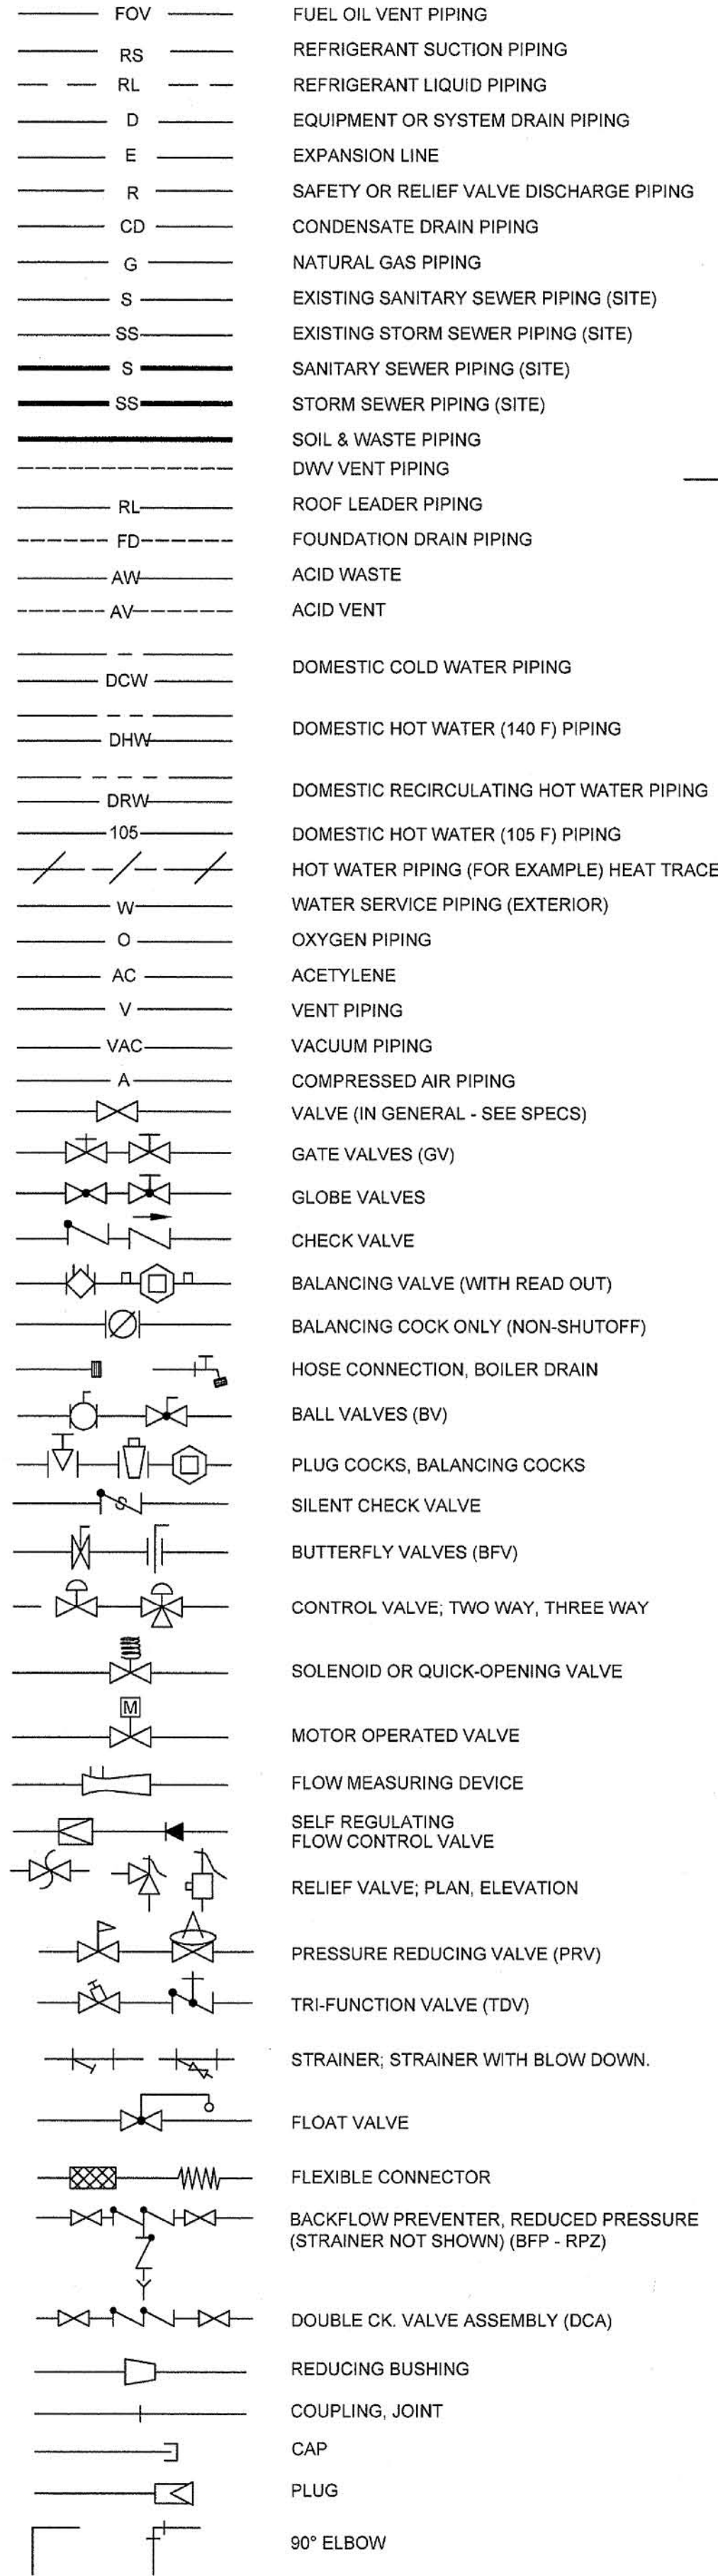 FOV FUEL OIL VENT PIPING
RS REFRIGERANT SUCTION PIPING
RL REFRIGERANT LIQUID PIPING
D EQUIPMENT OR SYSTEM DRAIN PIPING
E EXPANSION LINE
R SAFETY OR RELIEF VALVE DISCHARGE PIPING
CD CONDENSATE DRAIN PIPING
G NATURAL GAS PIPING
S EXISTING SANITARY SEWER PIPING (SITE)
SS EXISTING STORM SEWER PIPING (SITE)
S SANITARY SEWER PIPING (SITE)
SS STORM SEWER PIPING (SITE)
SOIL & WASTE PIPING
DWV VENT PIPING
RL ROOF LEADER PIPING
FD FOUNDATION DRAIN PIPING
AW ACID WASTE
AV ACID VENT
DCW DOMESTIC COLD WATER PIPING
DHW DOMESTIC HOT WATER (140 F) PIPING
DRW DOMESTIC RECIRCULATING HOT WATER PIPING
105 DOMESTIC HOT WATER (105 F) PIPING
HOT WATER PIPING (FOR EXAMPLE) HEAT TRACE
W WATER SERVICE PIPING (EXTERIOR)
O OXYGEN PIPING
AC ACETYLENE
V VENT PIPING
VAC VACUUM PIPING
A COMPRESSED AIR PIPING
VALVE (IN GENERAL - SEE SPECS)
GATE VALVES (GV)
GLOBE VALVES
CHECK VALVE
BALANCING VALVE (WITH READ OUT)
BALANCING COCK ONLY (NON-SHUTOFF)
HOSE CONNECTION, BOILER DRAIN
BALL VALVES (BV)
PLUG COCKS, BALANCING COCKS
S SILENT CHECK VALVE
BUTTERFLY VALVES (BFV)
CONTROL VALVE; TWO WAY, THREE WAY
SOLENOID OR QUICK-OPENING VALVE
M MOTOR OPERATED VALVE
FLOW MEASURING DEVICE
SELF REGULATING
FLOW CONTROL VALVE
RELIEF VALVE; PLAN, ELEVATION
PRESSURE REDUCING VALVE (PRV)
TRI-FUNCTION VALVE (TDV)
STRAINER; STRAINER WITH BLOW DOWN.
FLOAT VALVE
FLEXIBLE CONNECTOR
BACKFLOW PREVENTER, REDUCED PRESSURE
(STRAINER NOT SHOWN) (BFP - RPZ)
DOUBLE CK. VALVE ASSEMBLY (DCA)
REDUCING BUSHING
COUPLING, JOINT
CAP
PLUG
90° ELBOW